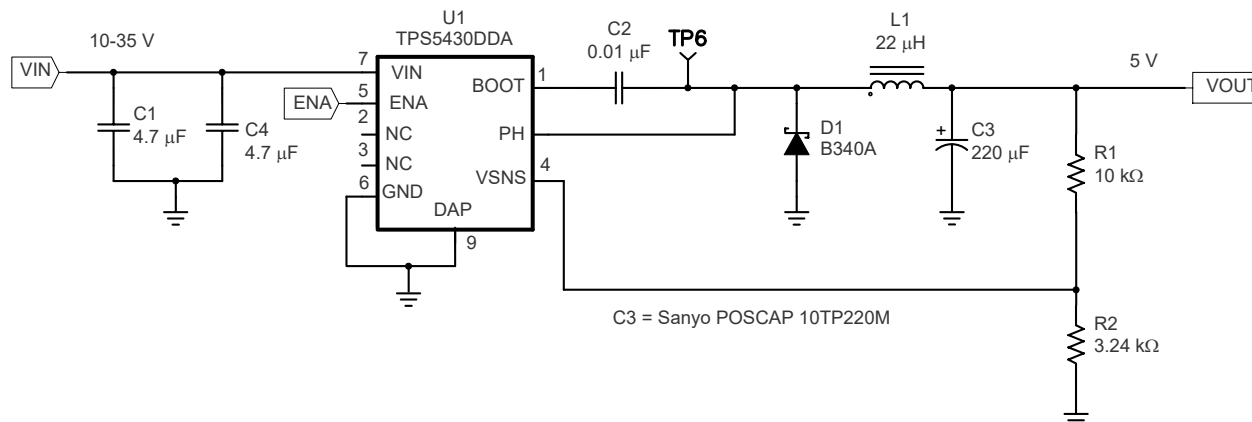 U1
TPS5430DDA
10-35 V
VIN
C1
4.7 μF
C4
4.7 μF
ENA
7
5
2
3
6
VIN
ENA
NC
NC
GND
DAP
9
BOOT
PH
VSNS
1
4
C2
0.01 μF
TP6
L1
22 μH
D1
B340A
C3
220 μF
5 V
VOUT
R1
10 kΩ
R2
3.24 kΩ
C3 = Sanyo POSCAP 10TP220M